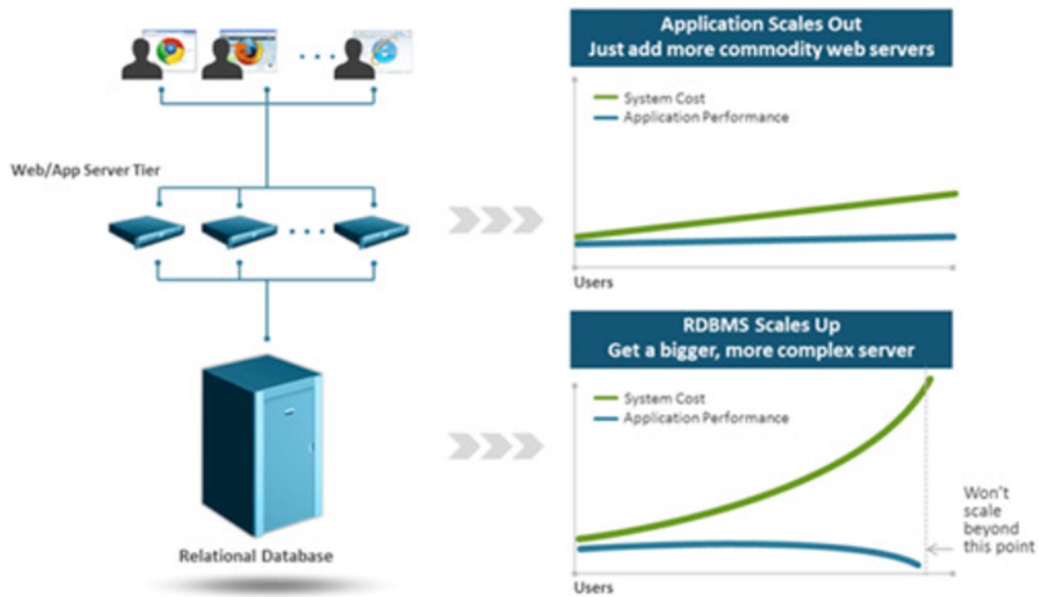 Web/App Server Tier
Relational Database
Application Scales Out
Just add more commodity web servers
System Cost
Application Performance
Users
RDBMS Scales Up
Get a bigger, more complex server
System Cost
Application Performance
Won't
scale
beyond
this point
Users